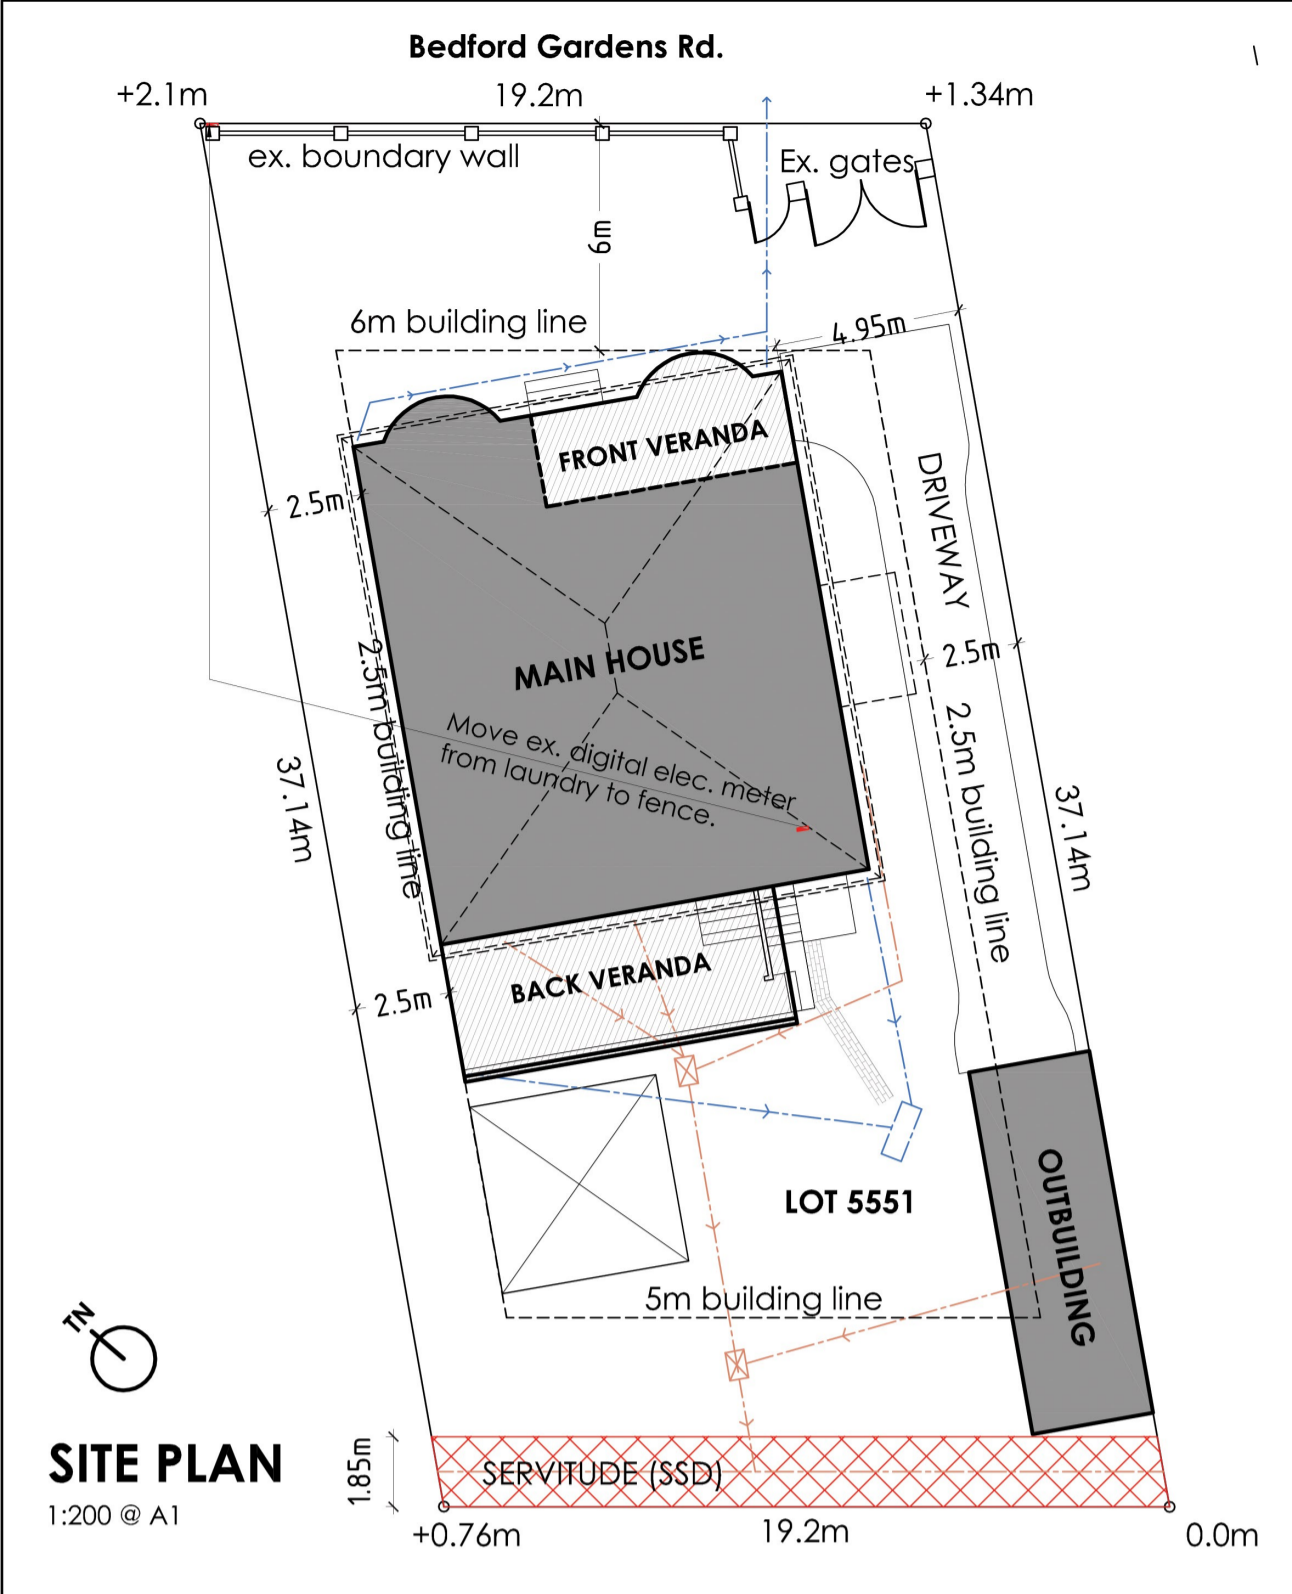 Bedford Gardens Rd.
+2.1m
19.2m
+1.34m
ex. boundary wall
Ex. gates
6m
6m building line
4.95m
FRONT VERANDA
2.5m
DRIVEWAY
MAIN HOUSE
2.5m
2.5m building line
Move ex. digital elec. meter
from laundry to fence.
2.5m building line
37.14m
37.14m
BACK VERANDA
2.5m
LOT 5551
OUTBUILDING
5m building line
TN
SITE PLAN
1:200 @ A1
1.85m
SERVITUDE (SSD)
+0.76m
19.2m
0.0m